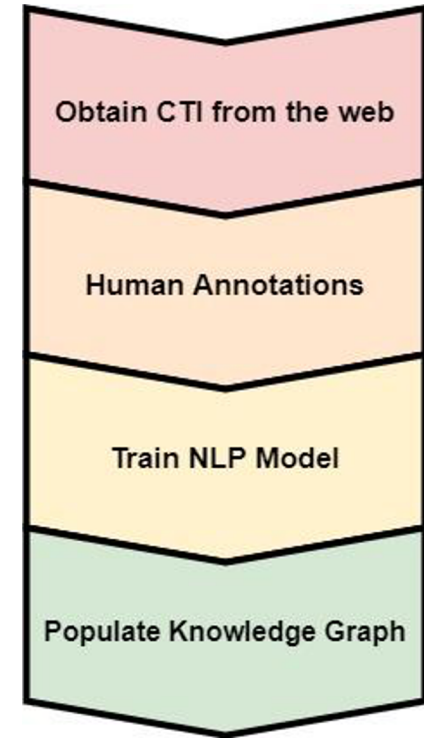 Obtain CTI from the web
Human Annotations
Train NLP Model
Populate Knowledge Graph